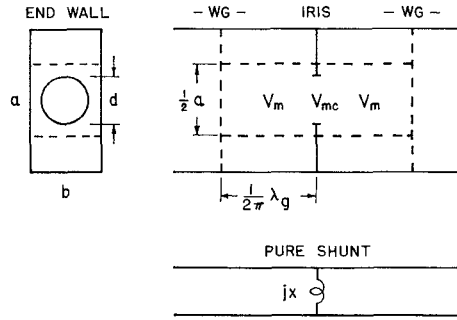 END WALL
– WG – IRIS – WG –
a
d
b
½ a
Vm Vmc Vm
1/2π λg
PURE SHUNT
jx